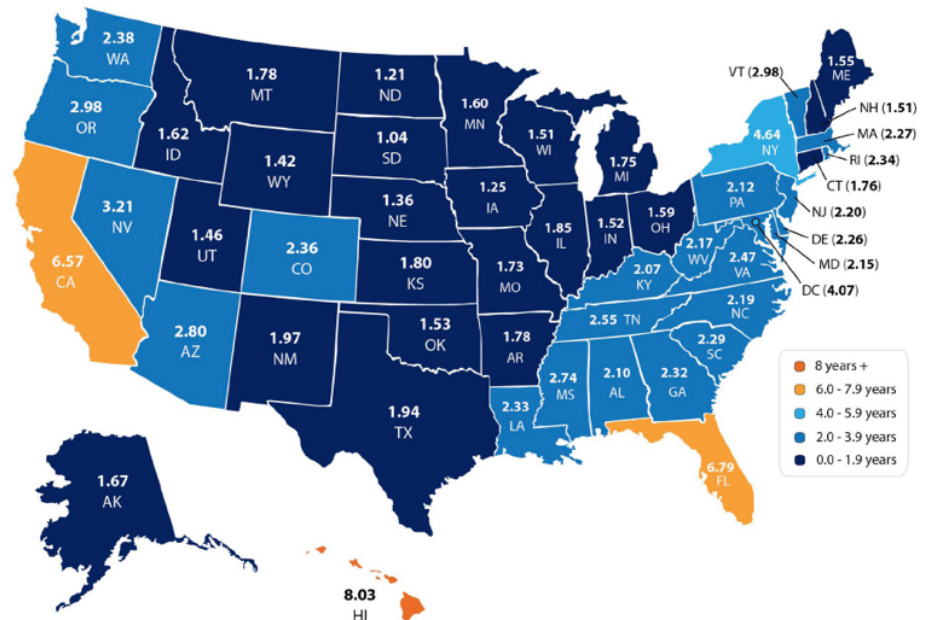 2.38
WA
2.98
OR
6.57
CA
3.21
NV
1.62
ID
1.78
MT
1.42
WY
1.46
UT
2.36
CO
2.80
AZ
1.97
NM
1.21
ND
1.04
SD
1.36
NE
1.80
KS
1.53
OK
1.94
TX
1.60
MN
1.25
IA
1.73
MO
1.78
AR
2.33
LA
1.51
WI
1.85
IL
1.75
MI
1.52
IN
1.59
OH
2.07
KY
2.55 TN
2.74
MS
2.10
AL
2.32
GA
6.79
FL
2.29
SC
2.19
NC
2.47
VA
2.17
WV
2.12
PA
4.64
NY
1.55
ME
VT (2.98)
NH (1.51)
MA (2.27)
RI (2.34)
CT (1.76)
NJ (2.20)
DE (2.26)
MD (2.15)
DC (4.07)
1.67
AK
8.03
HI
8 years +
6.0 - 7.9 years
4.0 - 5.9 years
2.0 - 3.9 years
0.0 - 1.9 years